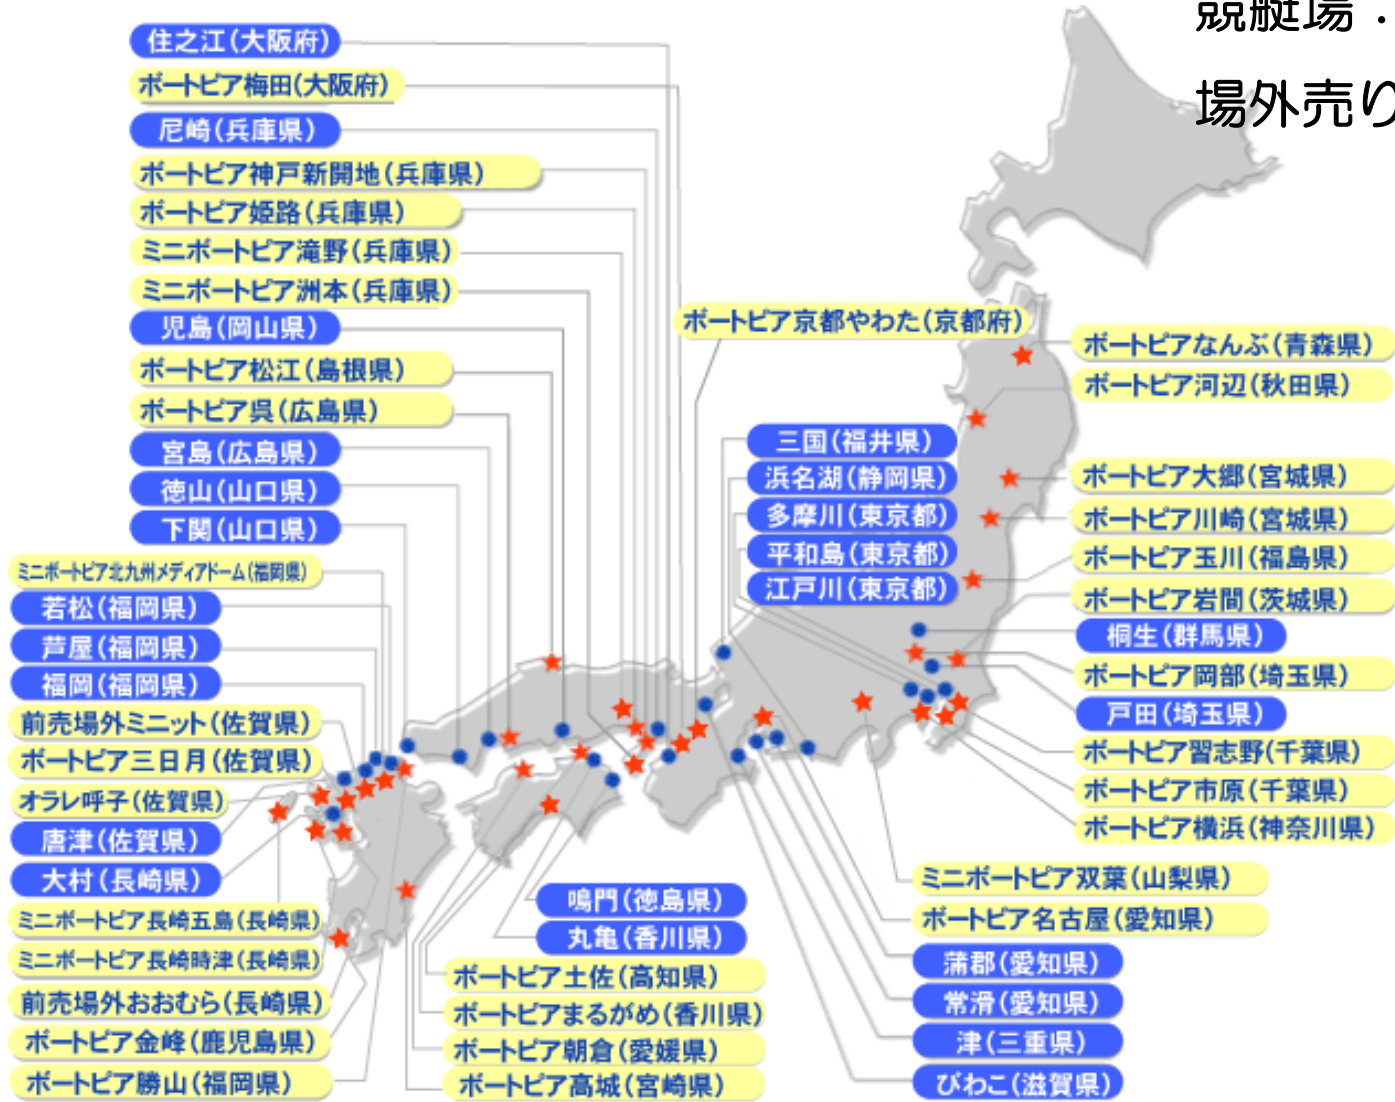 競艇場：
場外売り
住之江(大阪府)
ボートピア梅田(大阪府)
尼崎(兵庫県)
ボートピア神戸新開地(兵庫県)
ボートピア姫路(兵庫県)
ミニボートピア滝野(兵庫県)
ミニボートピア洲本(兵庫県)
児島(岡山県)
ボートピア松江(島根県)
ボートピア呉(広島県)
宮島(広島県)
徳山(山口県)
下関(山口県)
ミニボートピア北九州メディアドーム(福岡県)
若松(福岡県)
芦屋(福岡県)
福岡(福岡県)
前売場外ミニット(佐賀県)
ボートピア三日月(佐賀県)
オラレ呼子(佐賀県)
唐津(佐賀県)
大村(長崎県)
ミニボートピア長崎五島(長崎県)
ミニボートピア長崎時津(長崎県)
前売場外おおむら(長崎県)
ボートピア金峰(鹿児島県)
ボートピア勝山(福岡県)
ボートピア京都やわた(京都府)
三国(福井県)
浜名湖(静岡県)
多摩川(東京都)
平和島(東京都)
江戸川(東京都)
ボートピアなんぶ(青森県)
ボートピア河辺(秋田県)
ボートピア大郷(宮城県)
ボートピア川崎(宮城県)
ボートピア玉川(福島県)
ボートピア岩間(茨城県)
桐生(群馬県)
ボートピア岡部(埼玉県)
戸田(埼玉県)
ボートピア習志野(千葉県)
ボートピア市原(千葉県)
ボートピア横浜(神奈川県)
鳴門(徳島県)
丸亀(香川県)
ボートピア土佐(高知県)
ボートピアまるがめ(香川県)
ボートピア朝倉(愛媛県)
ボートピア高城(宮崎県)
ミニボートピア双葉(山梨県)
ボートピア名古屋(愛知県)
蒲郡(愛知県)
常滑(愛知県)
津(三重県)
びわこ(滋賀県)